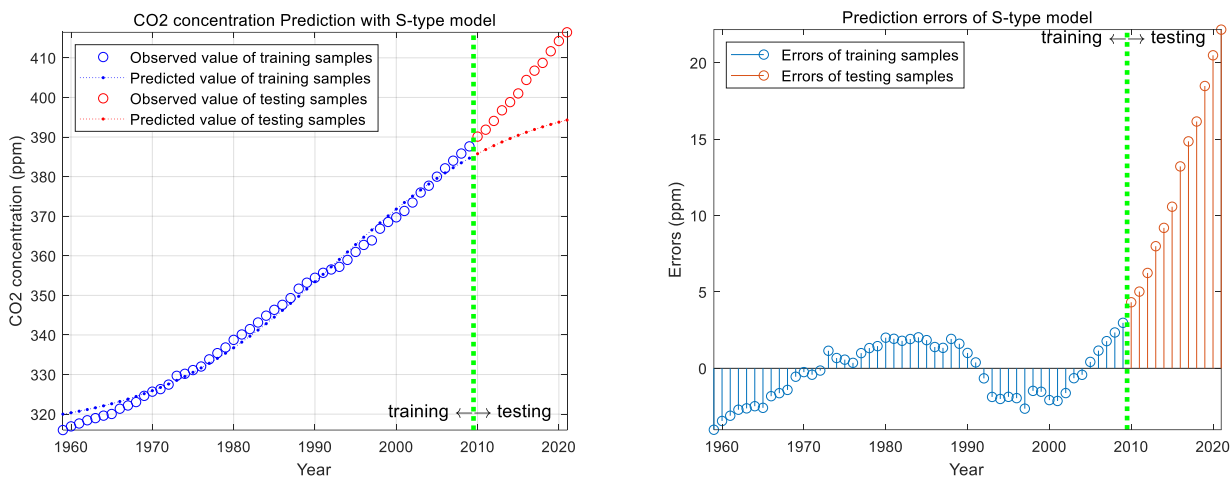 CO2 concentration Prediction with S-type model
Observed value of training samples
Predicted value of training samples
Observed value of testing samples
Predicted value of testing samples
CO2 concentration (ppm)
410
400
390
380
370
360
350
340
330
320
training ←→ testing
1960 1970 1980 1990 2000 2010 2020
Year
Prediction errors of S-type model
training ←→ testing
Errors of training samples
Errors of testing samples
Errors (ppm)
20
15
10
5
0
1960 1970 1980 1990 2000 2010 2020
Year